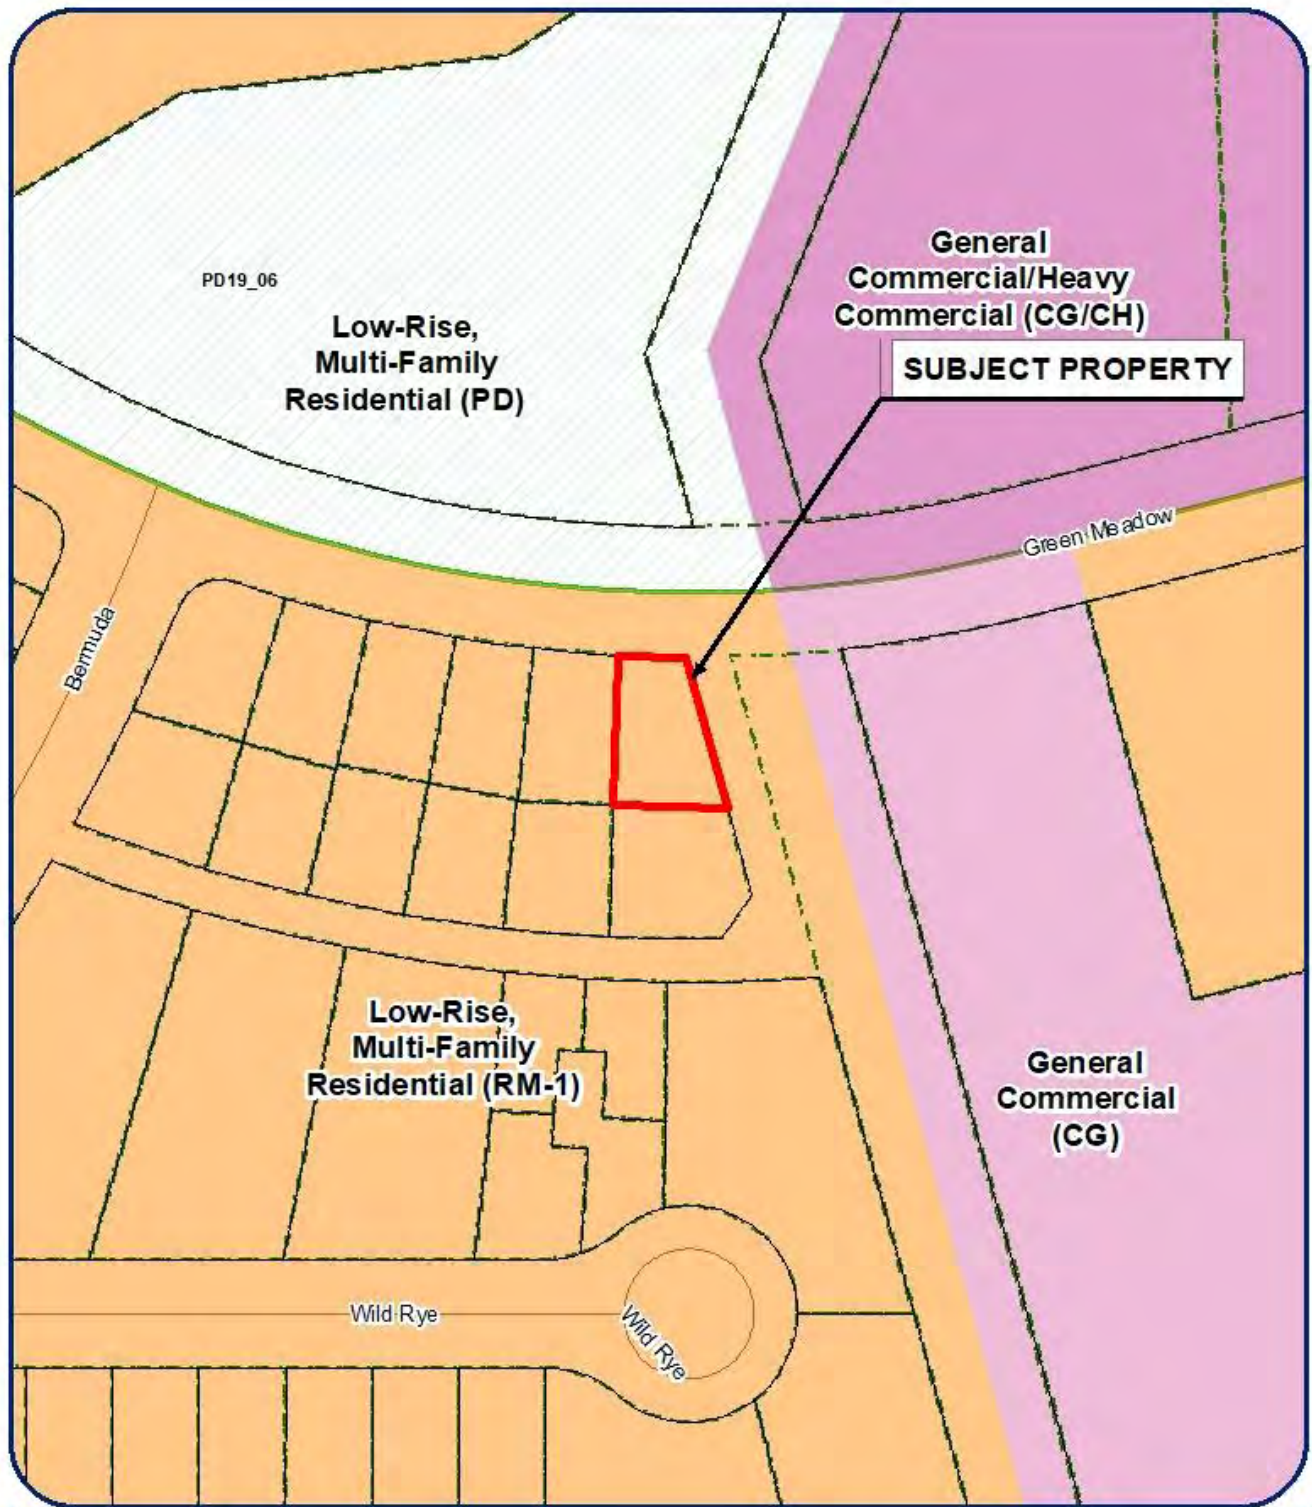 General
Commercial/Heavy
Commercial (CG/CH)
PD19_06
Low-Rise,
Multi-Family
Residential (PD)
SUBJECT PROPERTY
Green Meadow
Bermuda
Low-Rise,
Multi-Family
Residential (RM-1)
General
Commercial
(CG)
Wild Rye
Wild Rye